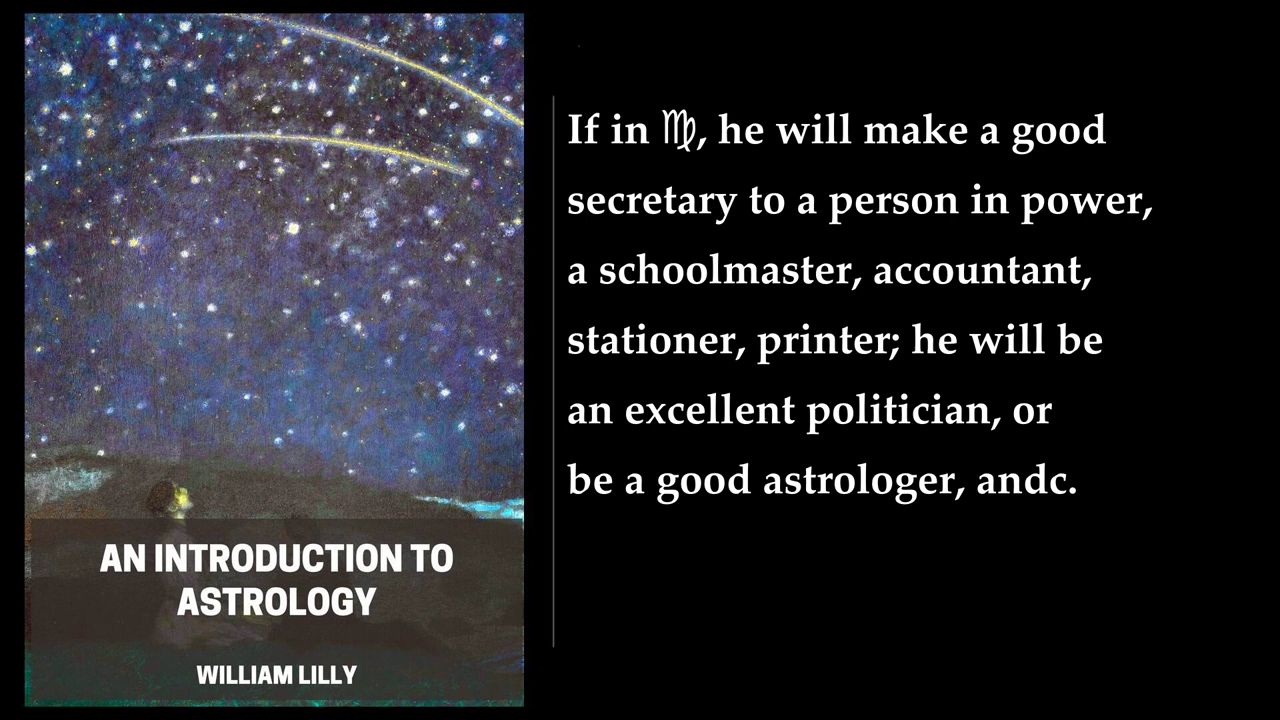 AN INTRODUCTION TO
ASTROLOGY
WILLIAM LILLY
If in ♍, he will make a good
secretary to a person in power,
a schoolmaster, accountant,
stationer, printer; he will be
an excellent politician, or
be a good astrologer, andc.